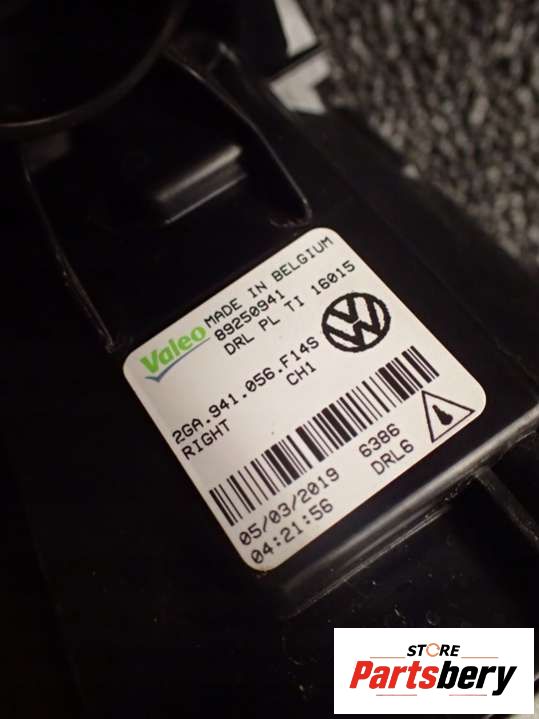 Valeo MADE IN BELGIUM
89250941
DRL PL TI 16015
2GA.941.056.F14S
RIGHT CH1
05/03/2019 6386
04:21:56 DRL6
STORE
Partsbery